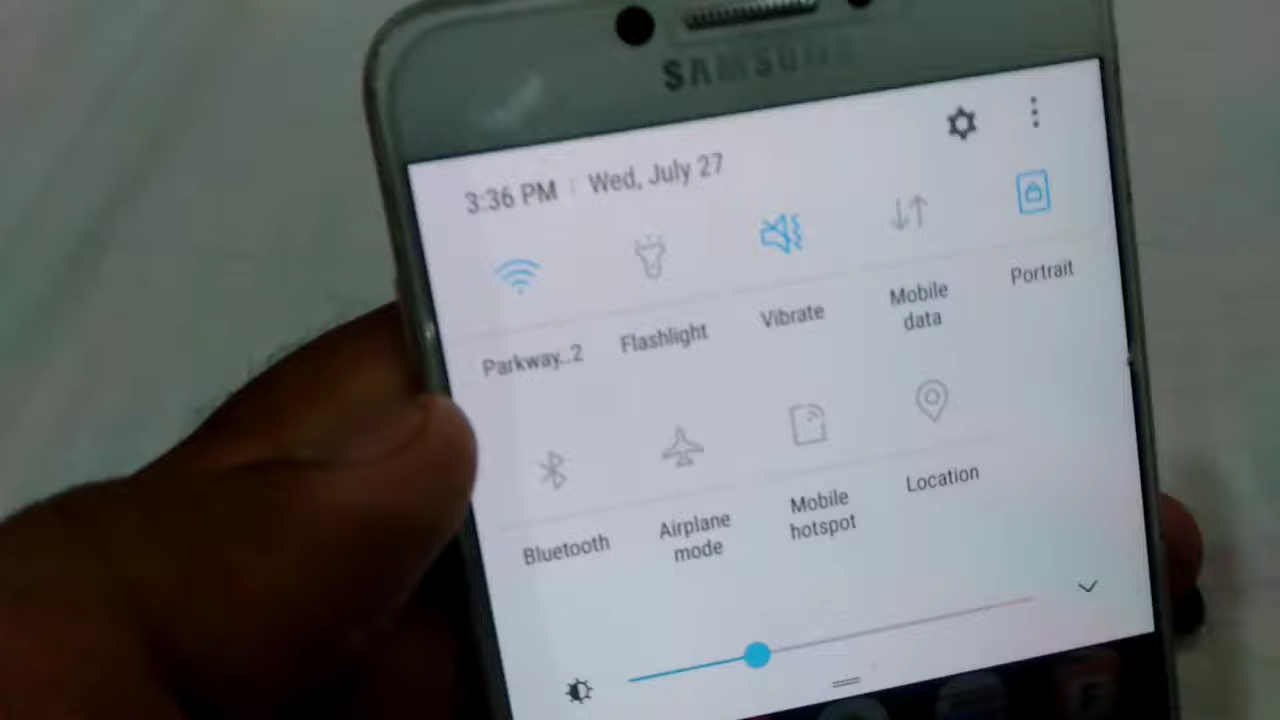 SAMSUNG
3:36 PM | Wed, July 27
Parkway..2
Flashlight
Vibrate
Mobile
data
Portrait
Bluetooth
Airplane
mode
Mobile
hotspot
Location